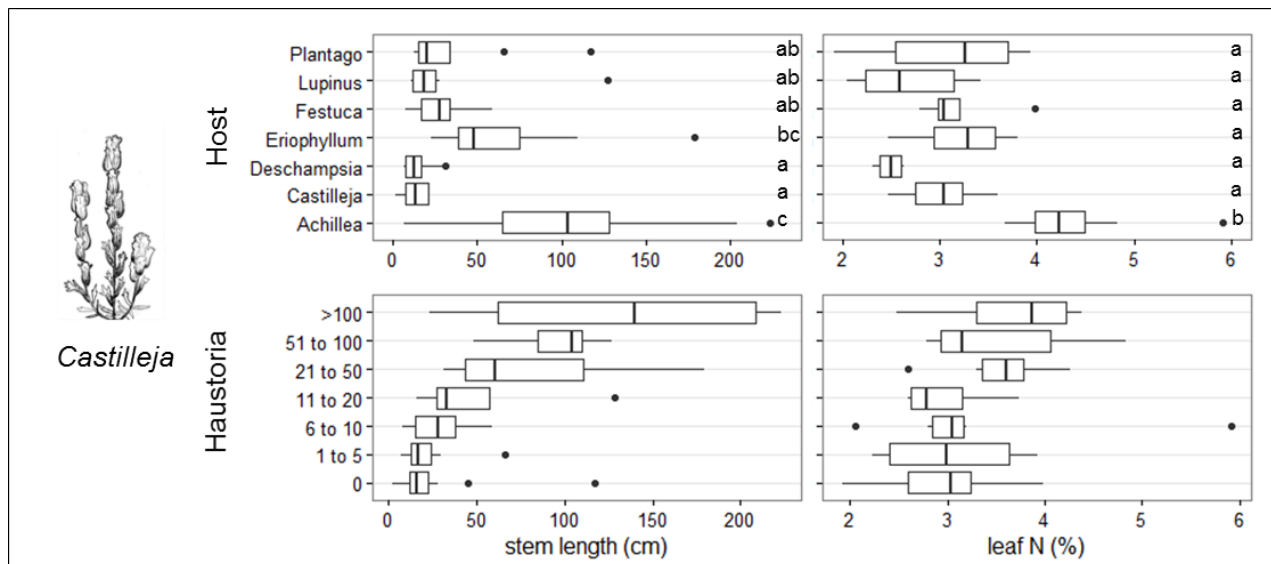 Host
Plantago
Lupinus
Festuca
Eriophyllum
Deschampsia
Castilleja
Achillea
ab
ab
ab
bc
a
a
c
0 50 100 150 200
a
a
a
a
a
a
b
2 3 4 5 6
Castilleja
Haustoria
>100
51 to 100
21 to 50
11 to 20
6 to 10
1 to 5
0
0 50 100 150 200
stem length (cm)
2 3 4 5 6
leaf N (%)